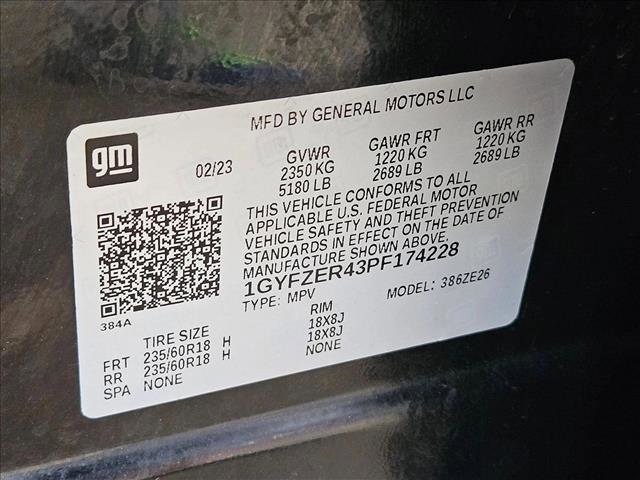 MFD BY GENERAL MOTORS LLC
gm
02/23
GVWR
2350 KG
5180 LB
GAWR FRT
1220 KG
2689 LB
GAWR RR
1220 KG
2689 LB
THIS VEHICLE CONFORMS TO ALL
APPLICABLE U.S. FEDERAL MOTOR
VEHICLE SAFETY AND THEFT PREVENTION
STANDARDS IN EFFECT ON THE DATE OF
MANUFACTURE SHOWN ABOVE.
1GYFZER43PF174228
TYPE: MPV
MODEL: 386ZE26
384A
TIRE SIZE
RIM
FRT 235/60R18 H 18X8J
RR 235/60R18 H 18X8J
SPA NONE NONE